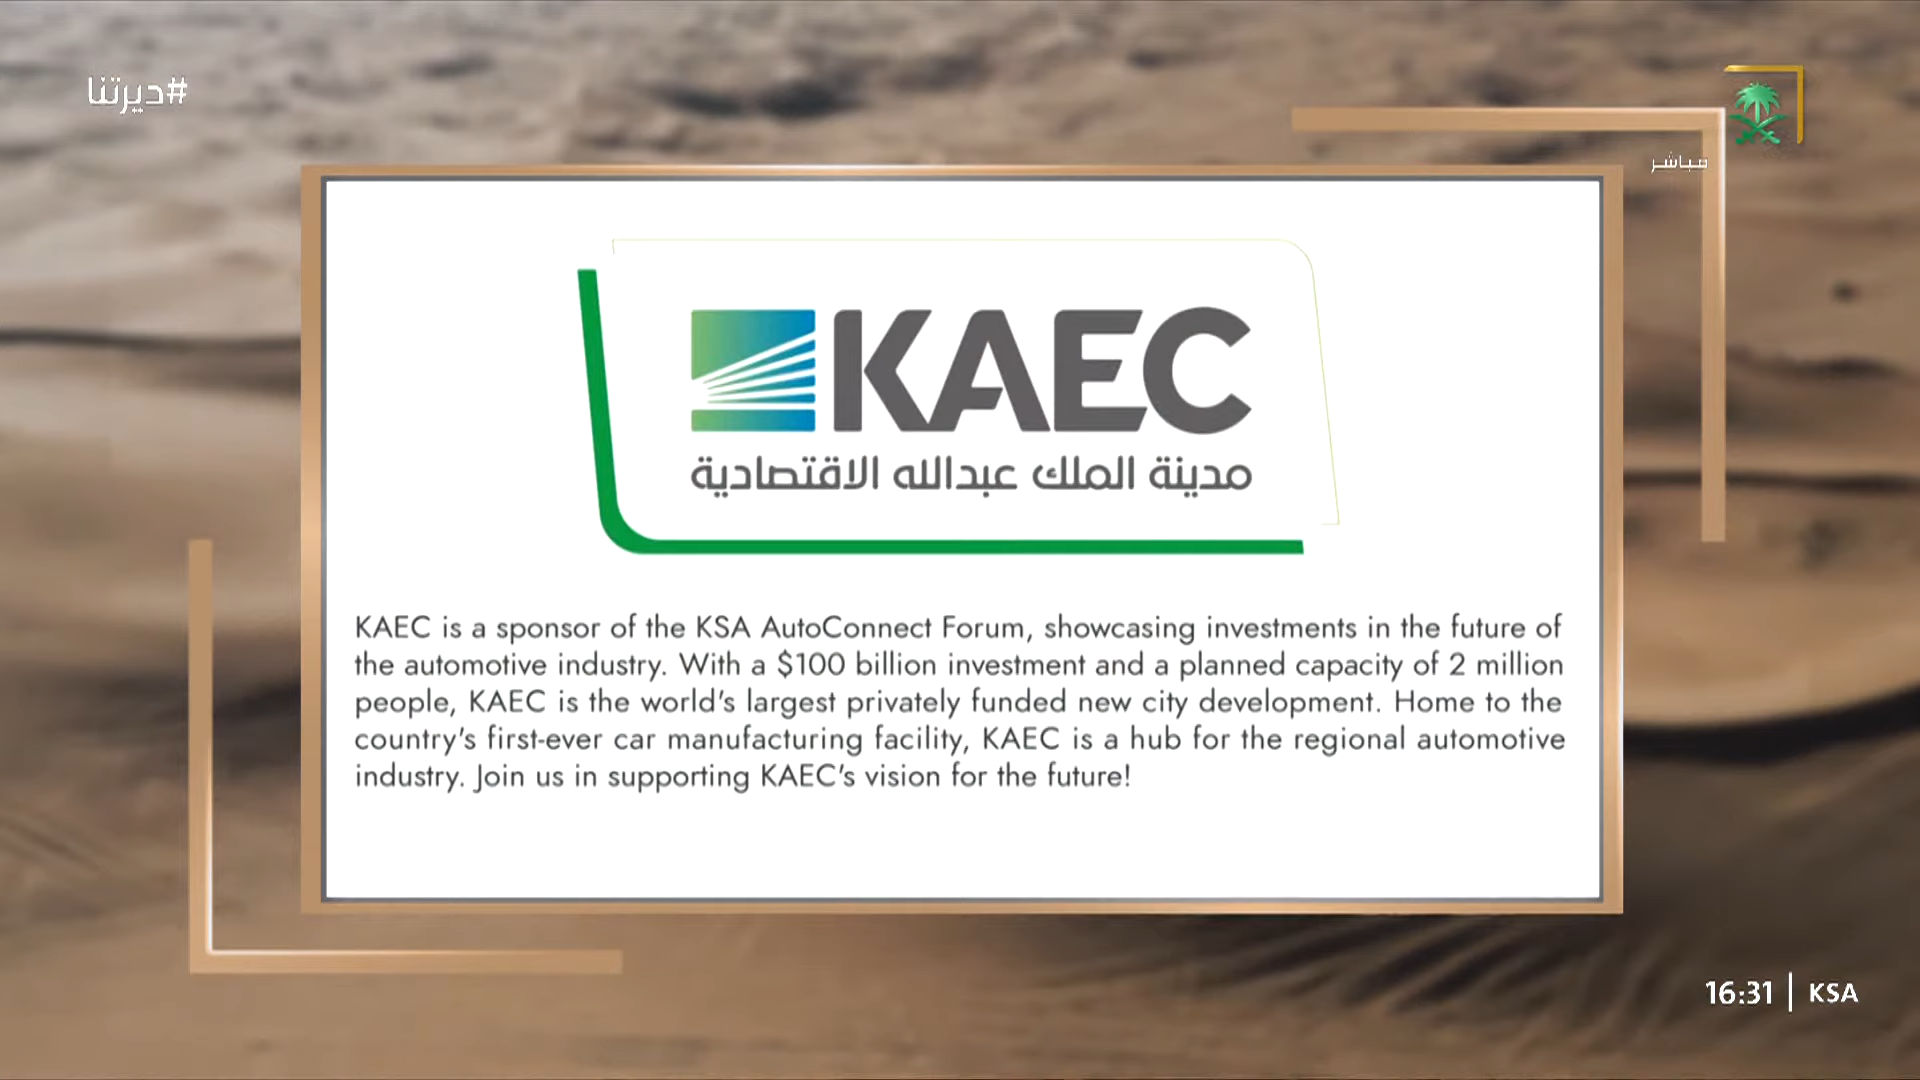 #ديرتنا
مباشر
KAEC
مدينة الملك عبدالله الاقتصادية
KAEC is a sponsor of the KSA AutoConnect Forum, showcasing investments in the future of
the automotive industry. With a $100 billion investment and a planned capacity of 2 million
people, KAEC is the world's largest privately funded new city development. Home to the
country's first-ever car manufacturing facility, KAEC is a hub for the regional automotive
industry. Join us in supporting KAEC's vision for the future!
16:31 | KSA